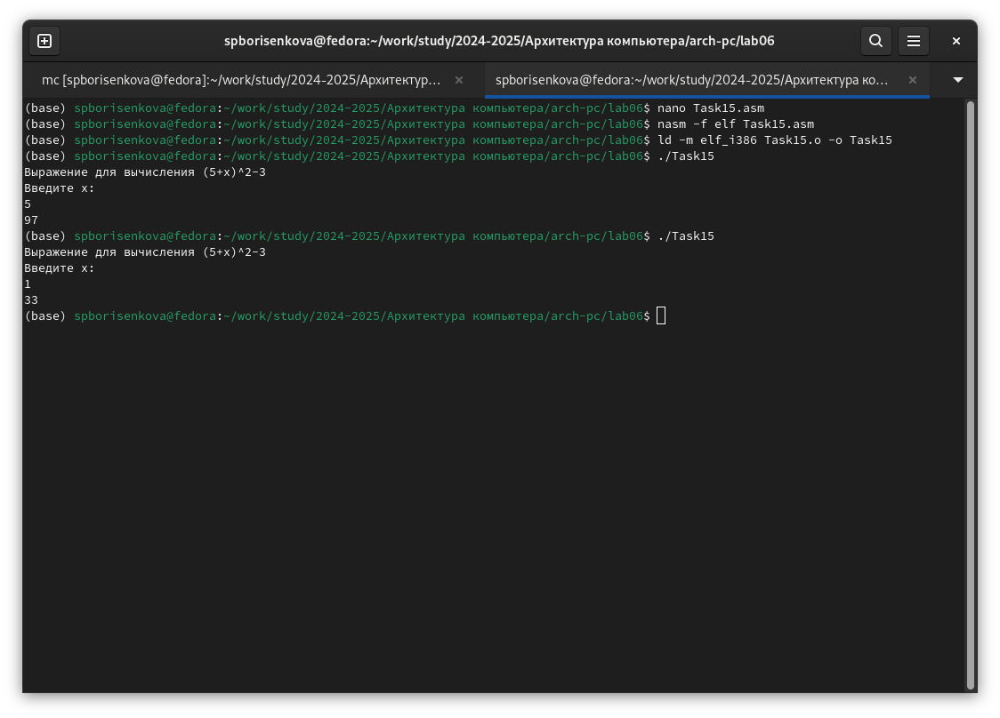 spborisenkova@fedora:~/work/study/2024-2025/Архитектура компьютера/arch-pc/lab06
mc [spborisenkova@fedora]:~/work/study/2024-2025/Архитектур...
spborisenkova@fedora:~/work/study/2024-2025/Архитектура ко...
(base) spborisenkova@fedora:~/work/study/2024-2025/Архитектура компьютера/arch-pc/lab06$ nano Task15.asm
(base) spborisenkova@fedora:~/work/study/2024-2025/Архитектура компьютера/arch-pc/lab06$ nasm -f elf Task15.asm
(base) spborisenkova@fedora:~/work/study/2024-2025/Архитектура компьютера/arch-pc/lab06$ ld -m elf_i386 Task15.o -o Task15
(base) spborisenkova@fedora:~/work/study/2024-2025/Архитектура компьютера/arch-pc/lab06$ ./Task15
Выражение для вычисления (5+x)^2-3
Введите x:
5
97
(base) spborisenkova@fedora:~/work/study/2024-2025/Архитектура компьютера/arch-pc/lab06$ ./Task15
Выражение для вычисления (5+x)^2-3
Введите x:
1
33
(base) spborisenkova@fedora:~/work/study/2024-2025/Архитектура компьютера/arch-pc/lab06$